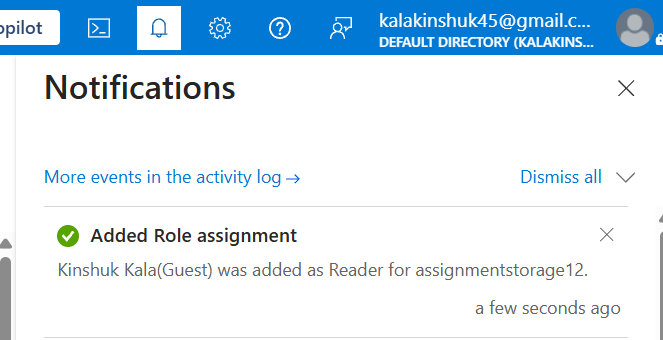 opilot
kalakinshuk45@gmail.c...
DEFAULT DIRECTORY (KALAKINS...
Notifications
More events in the activity log →
Dismiss all
Added Role assignment
Kinshuk Kala(Guest) was added as Reader for assignmentstorage12.
a few seconds ago